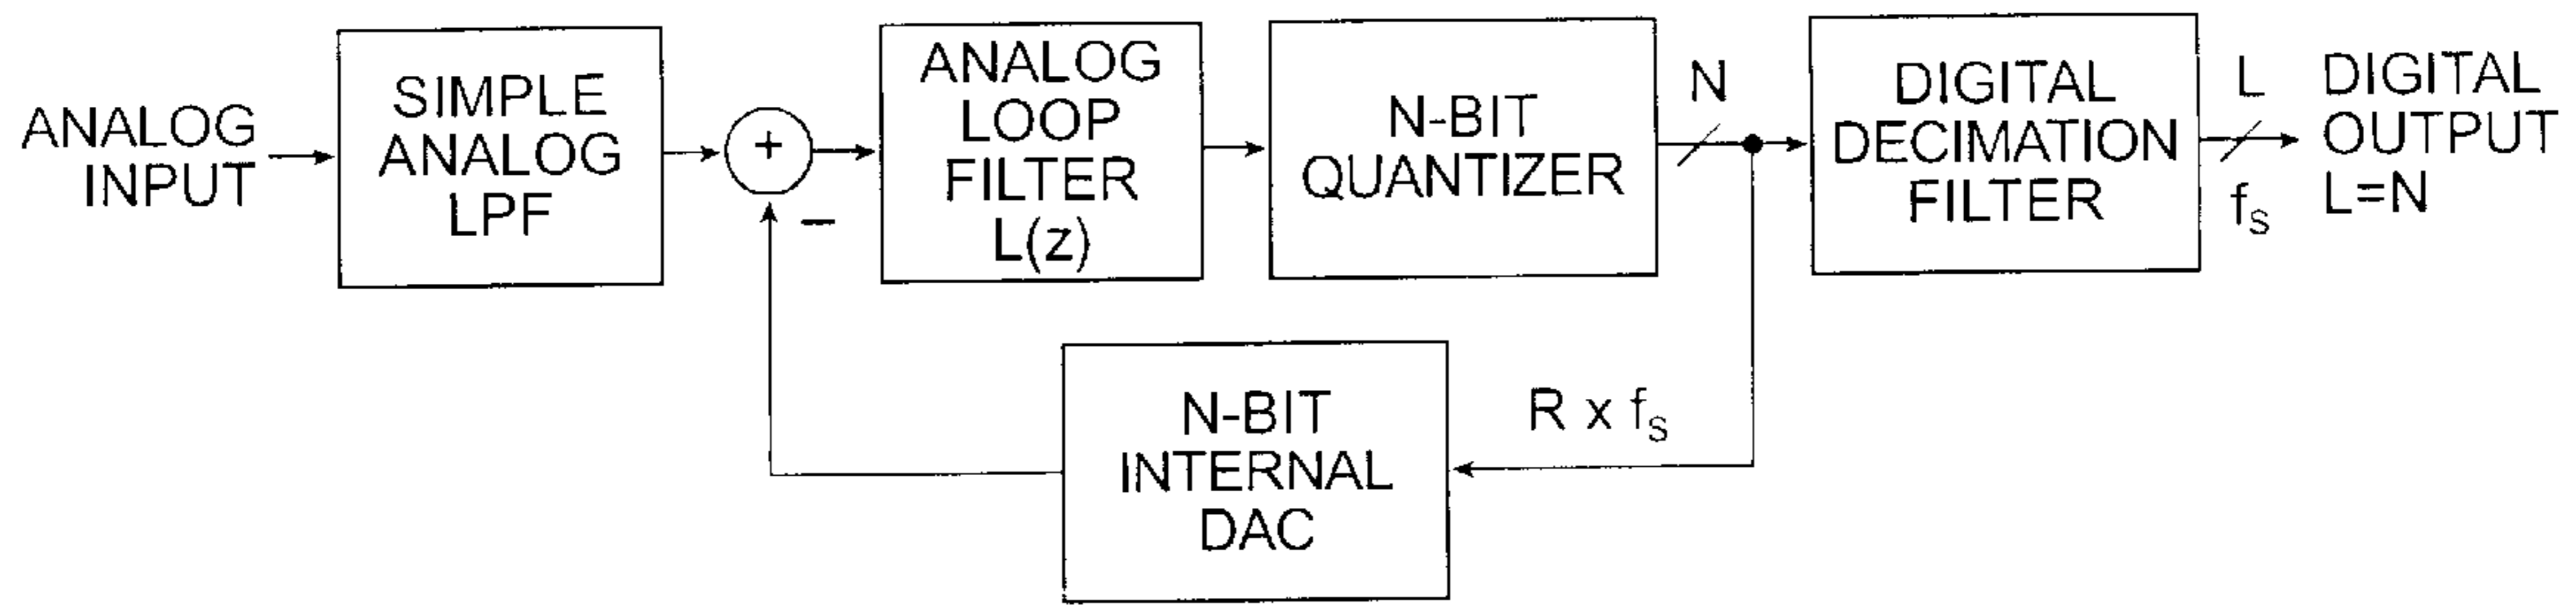 ANALOG
INPUT
SIMPLE
ANALOG
LPF
+
−
ANALOG
LOOP
FILTER
L(z)
N-BIT
QUANTIZER
N
DIGITAL
DECIMATION
FILTER
L
fS
DIGITAL
OUTPUT
L=N
N-BIT
INTERNAL
DAC
R x fS